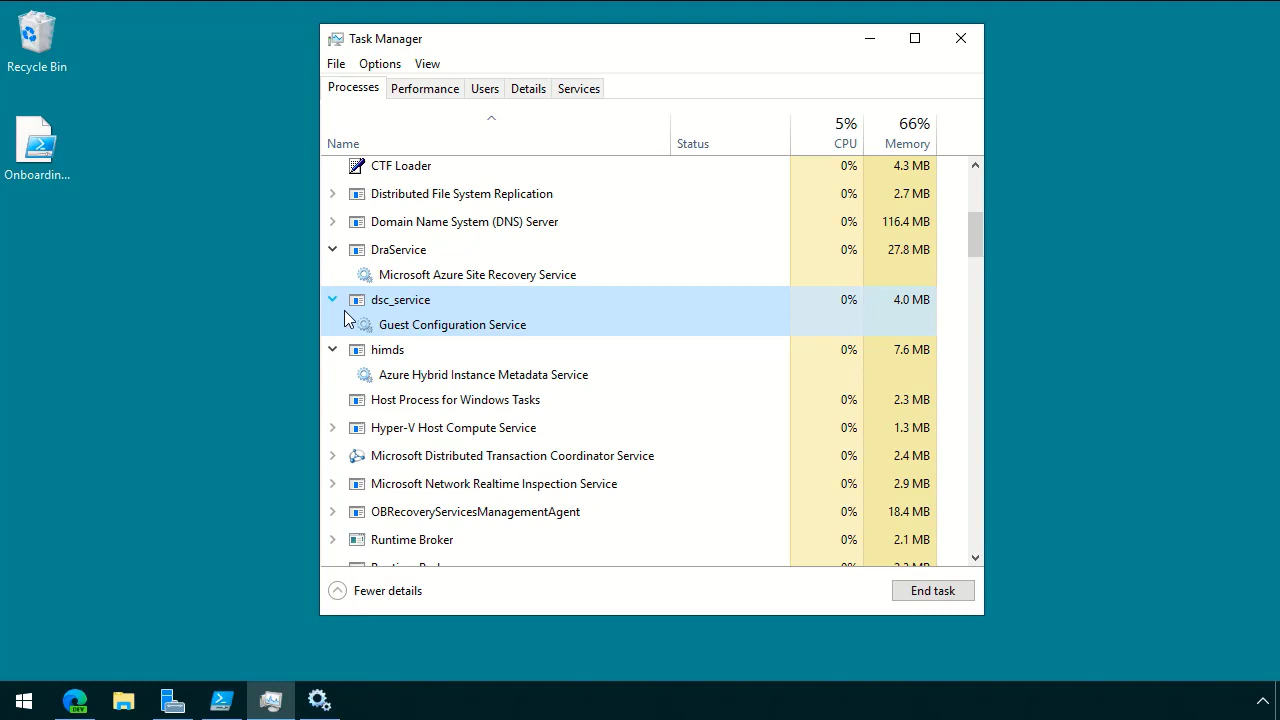 Recycle Bin
Onboardin...
Task Manager
File Options View
Processes Performance Users Details Services
5% 66%
Name Status CPU Memory
CTF Loader 0% 4.3 MB
Distributed File System Replication 0% 2.7 MB
Domain Name System (DNS) Server 0% 116.4 MB
DraService 0% 27.8 MB
Microsoft Azure Site Recovery Service
dsc_service 0% 4.0 MB
Guest Configuration Service
himds 0% 7.6 MB
Azure Hybrid Instance Metadata Service
Host Process for Windows Tasks 0% 2.3 MB
Hyper-V Host Compute Service 0% 1.3 MB
Microsoft Distributed Transaction Coordinator Service 0% 2.4 MB
Microsoft Network Realtime Inspection Service 0% 2.9 MB
OBRecoveryServicesManagementAgent 0% 18.4 MB
Runtime Broker 0% 2.1 MB
Fewer details End task
DEV